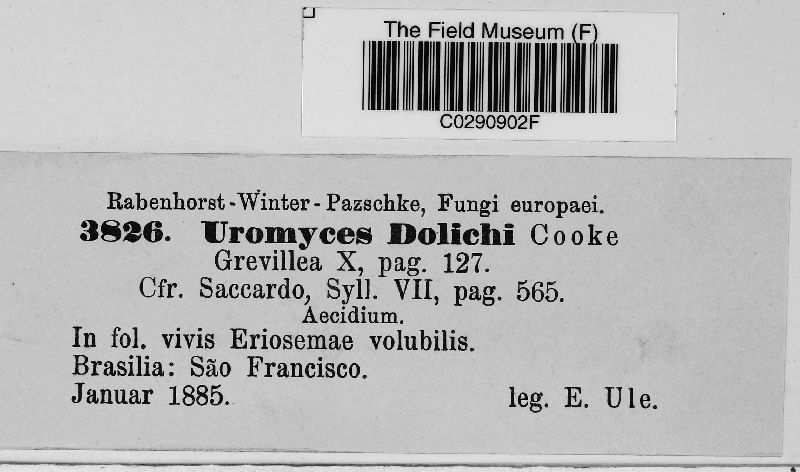 The Field Museum (F)
C0290902F
Rabenhorst-Winter-Pazschke, Fungi europaei.
3826. Uromyces Dolichi Cooke
Grevillea X, pag. 127.
Cfr. Saccardo, Syll. VII, pag. 565.
Aecidium.
In fol. vivis Eriosemae volubilis.
Brasilia: São Francisco.
Januar 1885.
leg. E. Ule.